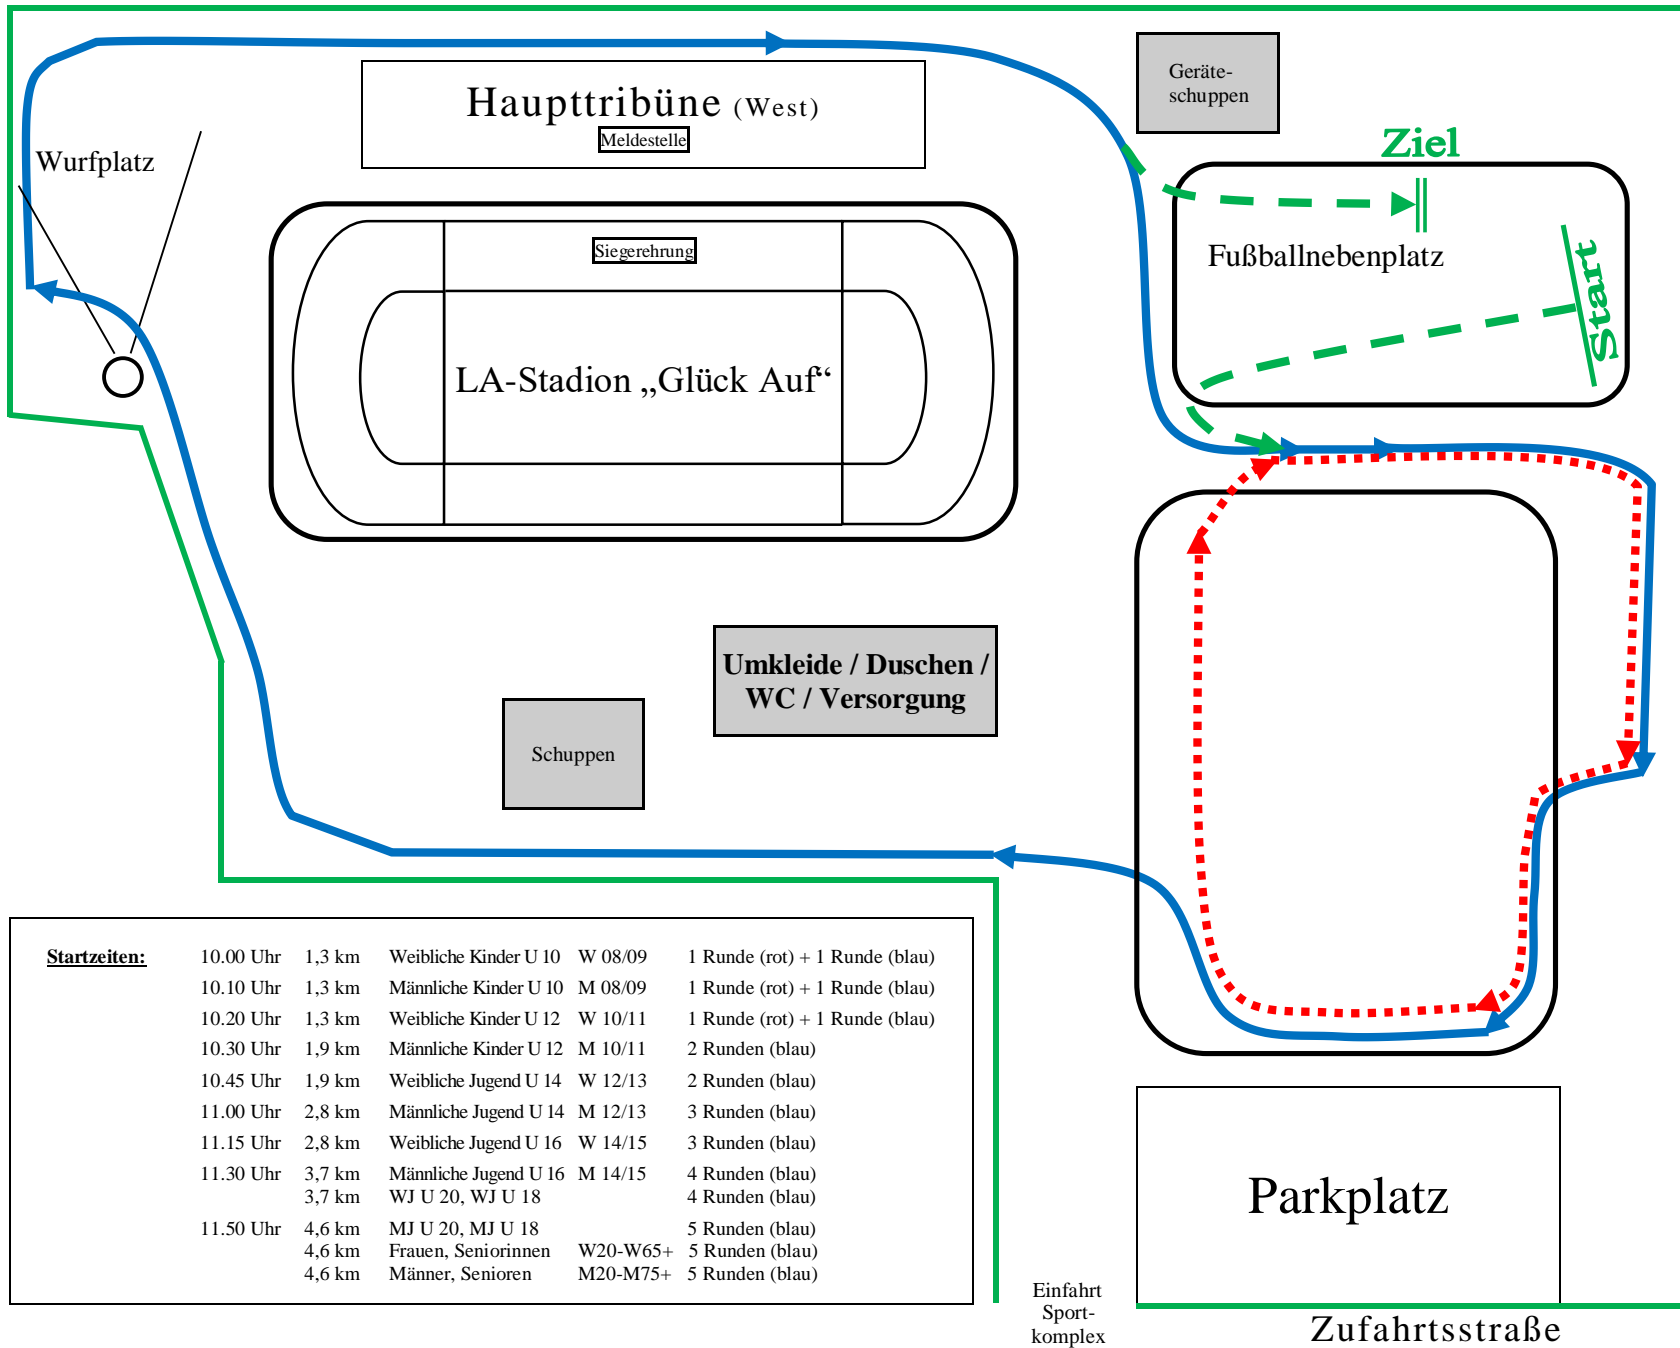 Geräte-
schuppen
Haupttribüne (West)
Meldestelle
Ziel
Wurfplatz
Siegerehrung
Fußballnebenplatz
Start
LA-Stadion „Glück Auf“
Umkleide / Duschen /
WC / Versorgung
Schuppen
Startzeiten: 10.00 Uhr 1,3 km Weibliche Kinder U 10 W 08/09 1 Runde (rot) + 1 Runde (blau)
10.10 Uhr 1,3 km Männliche Kinder U 10 M 08/09 1 Runde (rot) + 1 Runde (blau)
10.20 Uhr 1,3 km Weibliche Kinder U 12 W 10/11 1 Runde (rot) + 1 Runde (blau)
10.30 Uhr 1,9 km Männliche Kinder U 12 M 10/11 2 Runden (blau)
10.45 Uhr 1,9 km Weibliche Jugend U 14 W 12/13 2 Runden (blau)
11.00 Uhr 2,8 km Männliche Jugend U 14 M 12/13 3 Runden (blau)
11.15 Uhr 2,8 km Weibliche Jugend U 16 W 14/15 3 Runden (blau)
11.30 Uhr 3,7 km Männliche Jugend U 16 M 14/15 4 Runden (blau)
3,7 km WJ U 20, WJ U 18 4 Runden (blau)
11.50 Uhr 4,6 km MJ U 20, MJ U 18 5 Runden (blau)
4,6 km Frauen, Seniorinnen W20-W65+ 5 Runden (blau)
4,6 km Männer, Senioren M20-M75+ 5 Runden (blau)
Parkplatz
Einfahrt
Sport-
komplex
Zufahrtsstraße